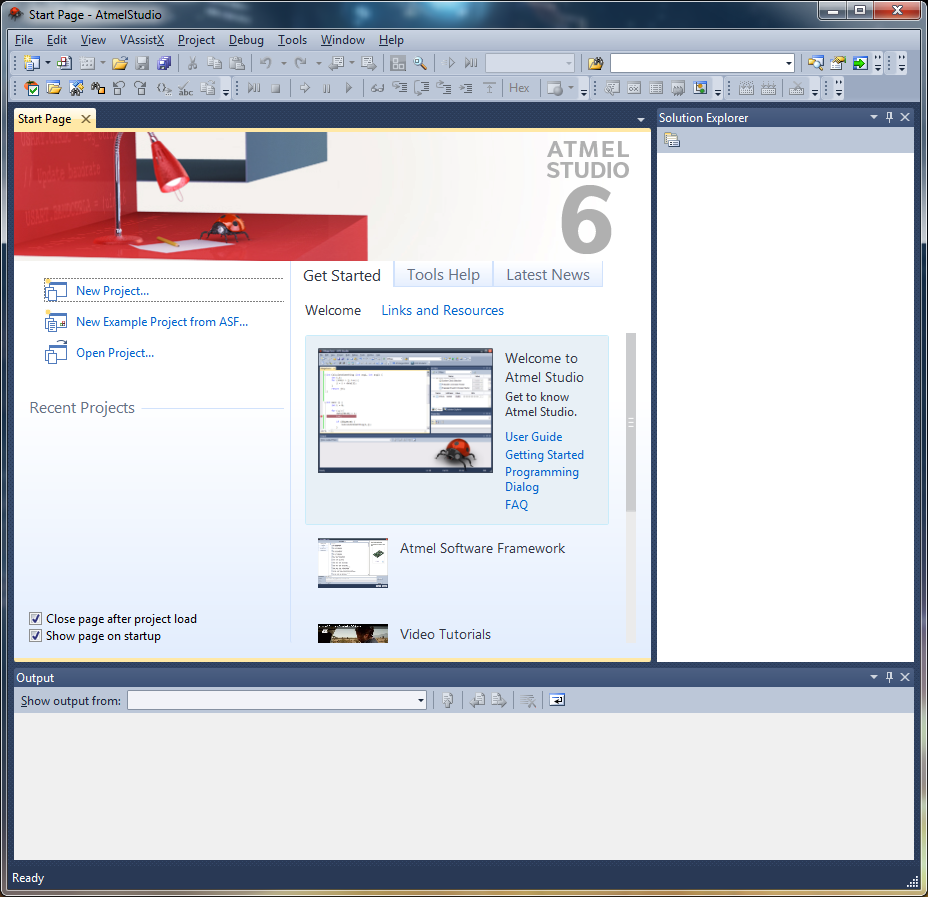 Start Page - AtmelStudio
File Edit View VAssistX Project Debug Tools Window Help
Hex
Start Page
Solution Explorer
ATMEL
STUDIO
6
New Project...
New Example Project from ASF...
Open Project...
Recent Projects
Close page after project load
Show page on startup
Get Started Tools Help Latest News
Welcome Links and Resources
Welcome to
Atmel Studio
Get to know
Atmel Studio.
User Guide
Getting Started
Programming
Dialog
FAQ
Atmel Software Framework
Video Tutorials
Output
Show output from:
Ready